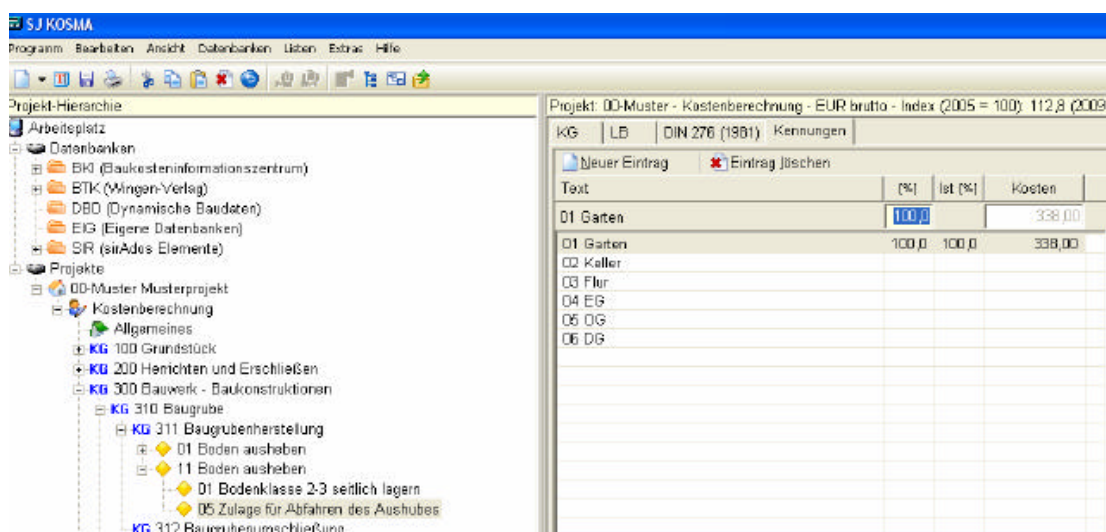 SJ KOSMA
Programm Bearbeiten Ansicht Datenbanken Listen Extras Hilfe
Projekt-Hierarchie
Arbeitsplatz
Datenbanken
BKI (Baukosteninformationszentrum)
BTK (Wingen-Verlag)
DBD (Dynamische Baudaten)
EIG (Eigene Datenbanken)
SIR (sirAdos Elemente)
Projekte
00-Muster Musterprojekt
Kostenberechnung
Allgemeines
KG 100 Grundstück
KG 200 Herrichten und Erschließen
KG 300 Bauwerk - Baukonstruktionen
KG 310 Baugrube
KG 311 Baugrubenherstellung
01 Boden ausheben
11 Boden ausheben
01 Bodenklasse 2-3 seitlich lagern
05 Zulage für Abfahren des Aushubes
KG 312 Baugrubenumschließung
Projekt: 00-Muster - Kostenberechnung - EUR brutto - Index (2005 = 100): 112,8 (2009
KG LB DIN 276 (1981) Kennungen
Neuer Eintrag Eintrag löschen
Text [%] Ist [%] Kosten
01 Garten 100,0 338,00
01 Garten 100,0 100,0 338,00
02 Keller
03 Flur
04 EG
05 OG
06 DG